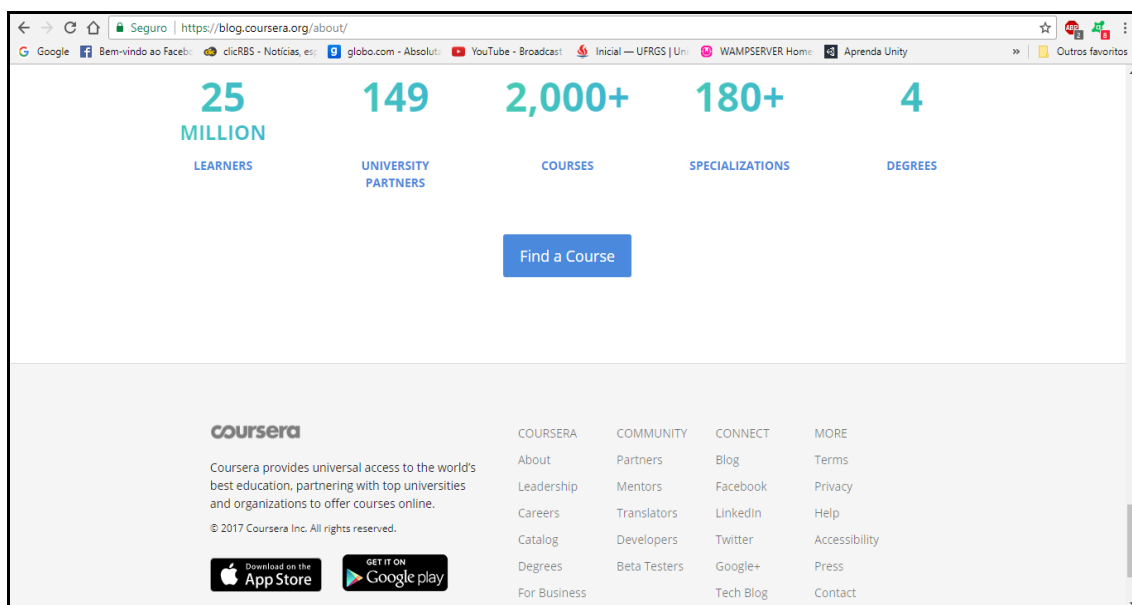 Seguro | https://blog.coursera.org/about/
ABP 2 8
Google Bem-vindo ao Facebo clicRBS - Notícias, esp globo.com - Absolut YouTube - Broadcast Inicial — UFRGS | Uni WAMPSERVER Home Aprenda Unity » Outros favoritos
25 149 2,000+ 180+ 4
MILLION
LEARNERS UNIVERSITY COURSES SPECIALIZATIONS DEGREES
PARTNERS
Find a Course
coursera
Coursera provides universal access to the world's
best education, partnering with top universities
and organizations to offer courses online.
© 2017 Coursera Inc. All rights reserved.
Download on the
App Store
GET IT ON
Google play
COURSERA
About
Leadership
Careers
Catalog
Degrees
For Business
COMMUNITY
Partners
Mentors
Translators
Developers
Beta Testers
CONNECT
Blog
Facebook
LinkedIn
Twitter
Google+
Tech Blog
MORE
Terms
Privacy
Help
Accessibility
Press
Contact